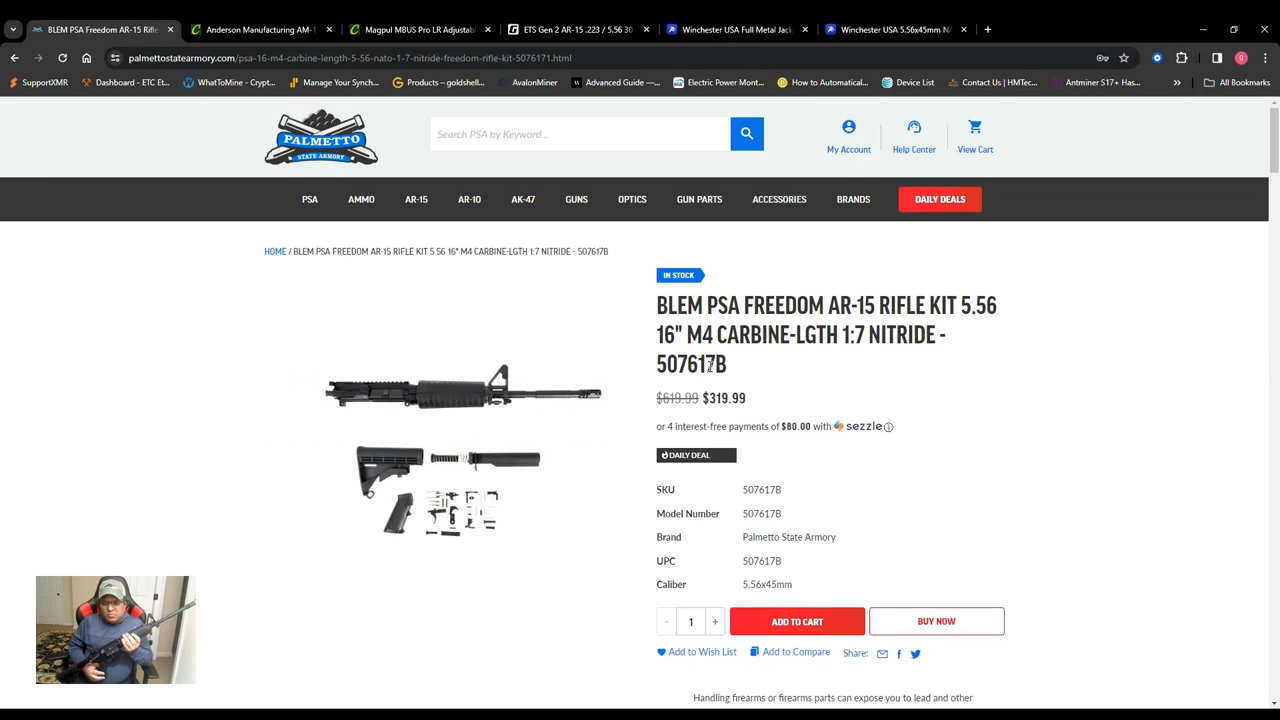 BLEM PSA Freedom AR-15 Rifle
Anderson Manufacturing AM-1
Magpul MBUS Pro LR Adjustabl
ETS Gen 2 AR-15 .223 / 5.56 30
Winchester USA Full Metal Jack
Winchester USA 5.56x45mm NA
palmettostatearmory.com/psa-16-m4-carbine-length-5-56-nato-1-7-nitride-freedom-rifle-kit-5076171.html
SupportXMR
Dashboard - ETC Et...
WhatToMine - Crypt...
Manage Your Synch...
Products – goldshell...
AvalonMiner
Advanced Guide —...
Electric Power Mont...
How to Automatical...
Device List
Contact Us | HMTec...
Antminer S17+ Has...
All Bookmarks
PALMETTO
STATE ARMORY
Search PSA by Keyword...
My Account
Help Center
View Cart
PSA
AMMO
AR-15
AR-10
AK-47
GUNS
OPTICS
GUN PARTS
ACCESSORIES
BRANDS
DAILY DEALS
HOME / BLEM PSA FREEDOM AR-15 RIFLE KIT 5.56 16" M4 CARBINE-LGTH 1:7 NITRIDE - 507617B
IN STOCK
BLEM PSA FREEDOM AR-15 RIFLE KIT 5.56
16" M4 CARBINE-LGTH 1:7 NITRIDE -
507617B
$619.99 $319.99
or 4 interest-free payments of $80.00 with sezzle
DAILY DEAL
SKU 507617B
Model Number 507617B
Brand Palmetto State Armory
UPC 507617B
Caliber 5.56x45mm
- 1 +
ADD TO CART
BUY NOW
Add to Wish List
Add to Compare
Share:
Handling firearms or firearms parts can expose you to lead and other